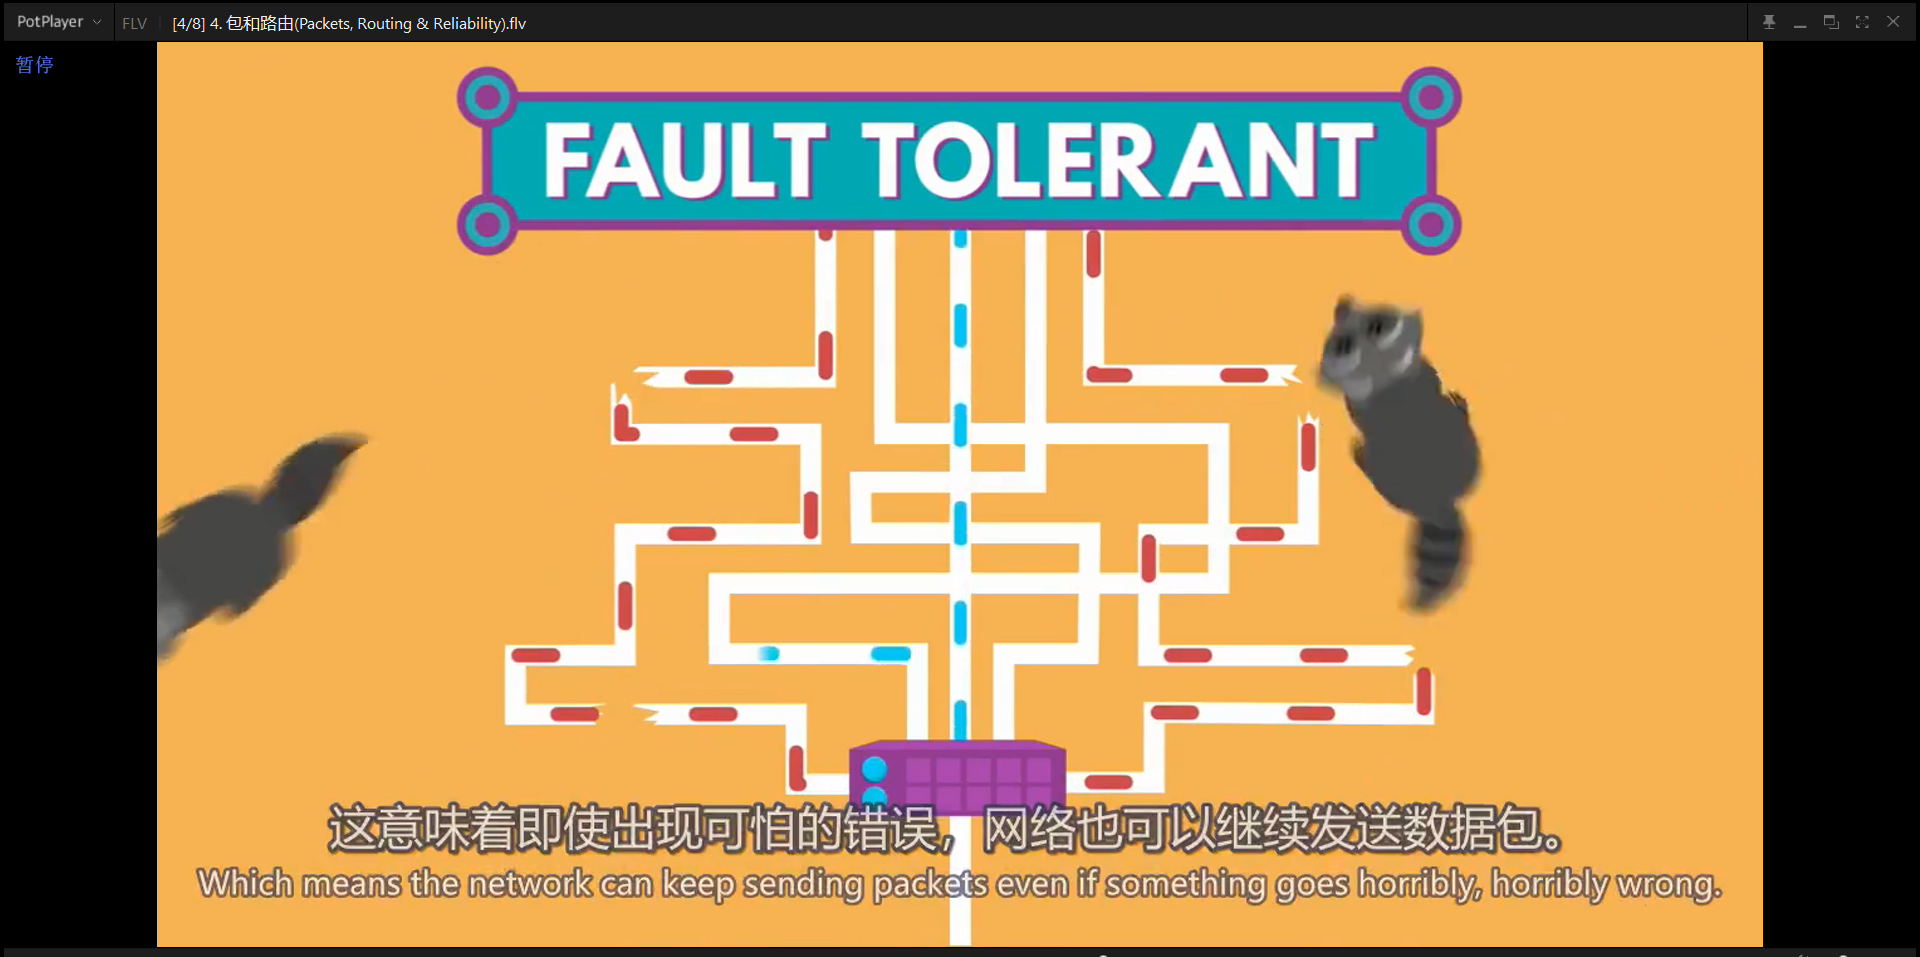 PotPlayer
FLV
[4/8] 4. 包和路由(Packets, Routing & Reliability).flv
暂停
FAULT TOLERANT
这意味着即使出现可怕的错误，网络也可以继续发送数据包。
Which means the network can keep sending packets even if something goes horribly, horribly wrong.